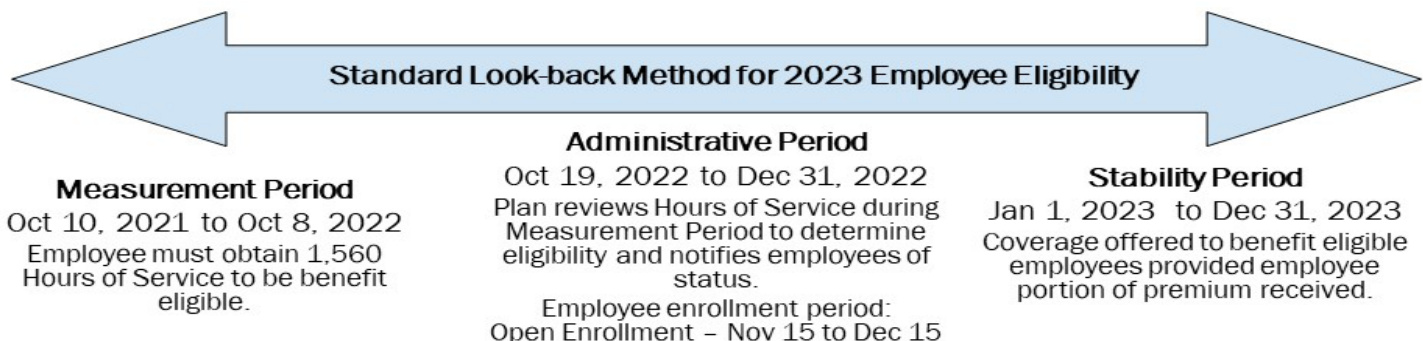 Standard Look-back Method for 2023 Employee Eligibility
Measurement Period
Oct 10, 2021 to Oct 8, 2022
Employee must obtain 1,560
Hours of Service to be benefit
eligible.
Administrative Period
Oct 19, 2022 to Dec 31, 2022
Plan reviews Hours of Service during
Measurement Period to determine
eligibility and notifies employees of
status.
Employee enrollment period:
Open Enrollment – Nov 15 to Dec 15
Stability Period
Jan 1, 2023 to Dec 31, 2023
Coverage offered to benefit eligible
employees provided employee
portion of premium received.